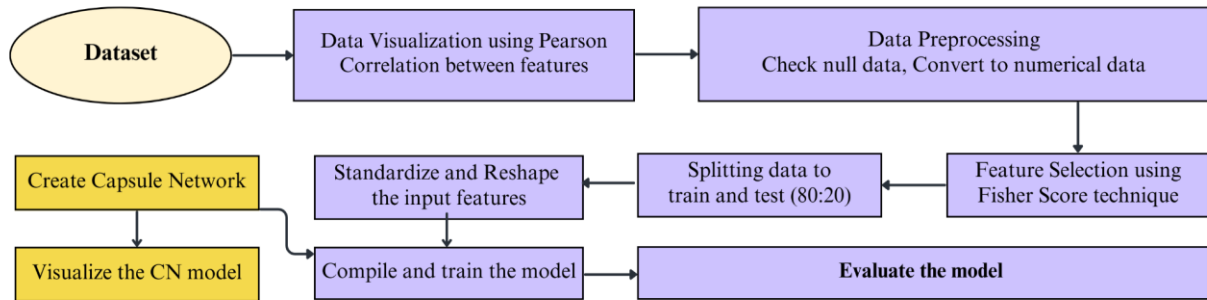 Dataset
Data Visualization using Pearson
Correlation between features
Data Preprocessing
Check null data, Convert to numerical data
Create Capsule Network
Standardize and Reshape
the input features
Splitting data to
train and test (80:20)
Feature Selection using
Fisher Score technique
Visualize the CN model
Compile and train the model
Evaluate the model